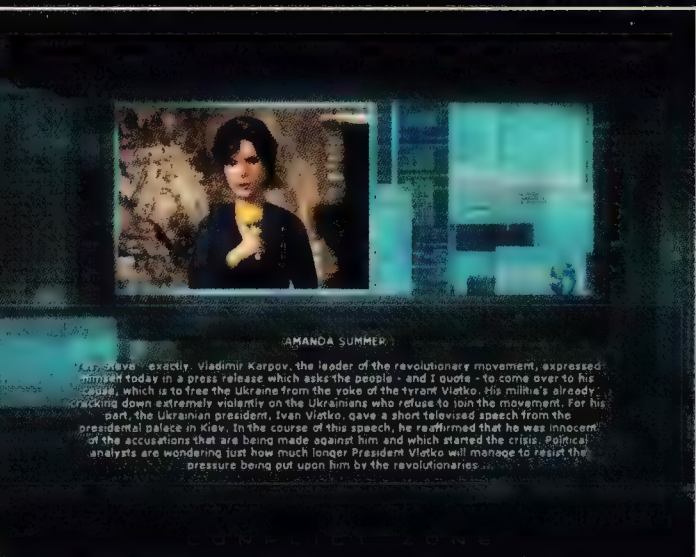 AMANDA SUMMER
Steve - exactly. Vladimir Karpov, the leader of the revolutionary movement, expressed
himself today in a press release which asks the people - and I quote - to come over to his
cause, which is to free the Ukraine from the yoke of the tyrant Vlatko. His militia's already
cracking down extremely violently on the Ukrainians who refuse to join the movement. For his
part, the Ukrainian president, Ivan Vlatko, gave a short televised speech from the
presidental palace in Kiev. In the course of this speech, he reaffirmed that he was innocent
of the accusations that are being made against him and which started the crisis. Political
analysts are wondering just how much longer President Vlatko will manage to resist the
pressure being put upon him by the revolutionaries...
CONFLICT ZONE